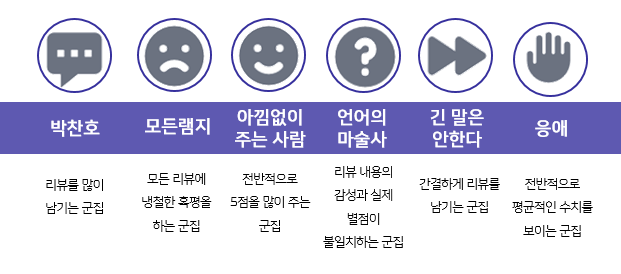 박찬호
모든램지
아낌없이
주는 사람
언어의
마술사
긴 말은
안한다
응애
리뷰를 많이
남기는 군집
모든 리뷰에
냉철한 혹평을
하는 군집
전반적으로
5점을 많이 주는
군집
리뷰 내용의
감성과 실제
별점이
불일치하는 군집
간결하게 리뷰를
남기는 군집
전반적으로
평균적인 수치를
보이는 군집